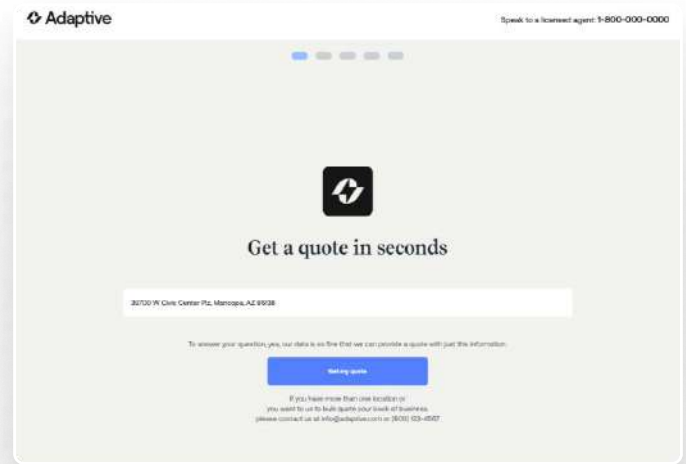 Adaptive
Speak to a licensed agent: 1-800-000-0000
Get a quote in seconds
39700 W Civic Center Plz, Maricopa, AZ 85138
To answer your question, yes, our data is so fine that we can provide a quote with just this information.
Get my quote
If you have more than one location or
you want to us to bulk quote your book of business,
please contact us at info@adaptive.com or (800) 123-4567